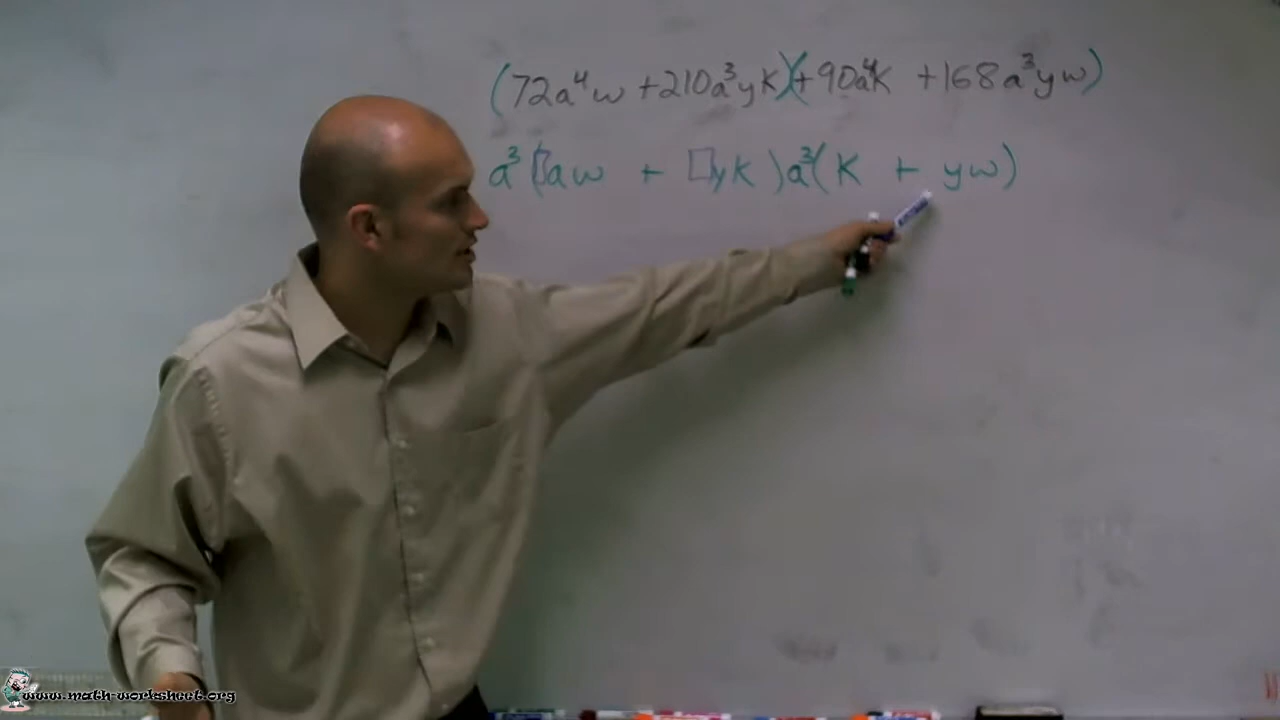 (72a⁴w +210a³yk)(+90a⁴k +168a³yw)
a³(□aw + □yk)a³(k + yw)
www.math-worksheet.org